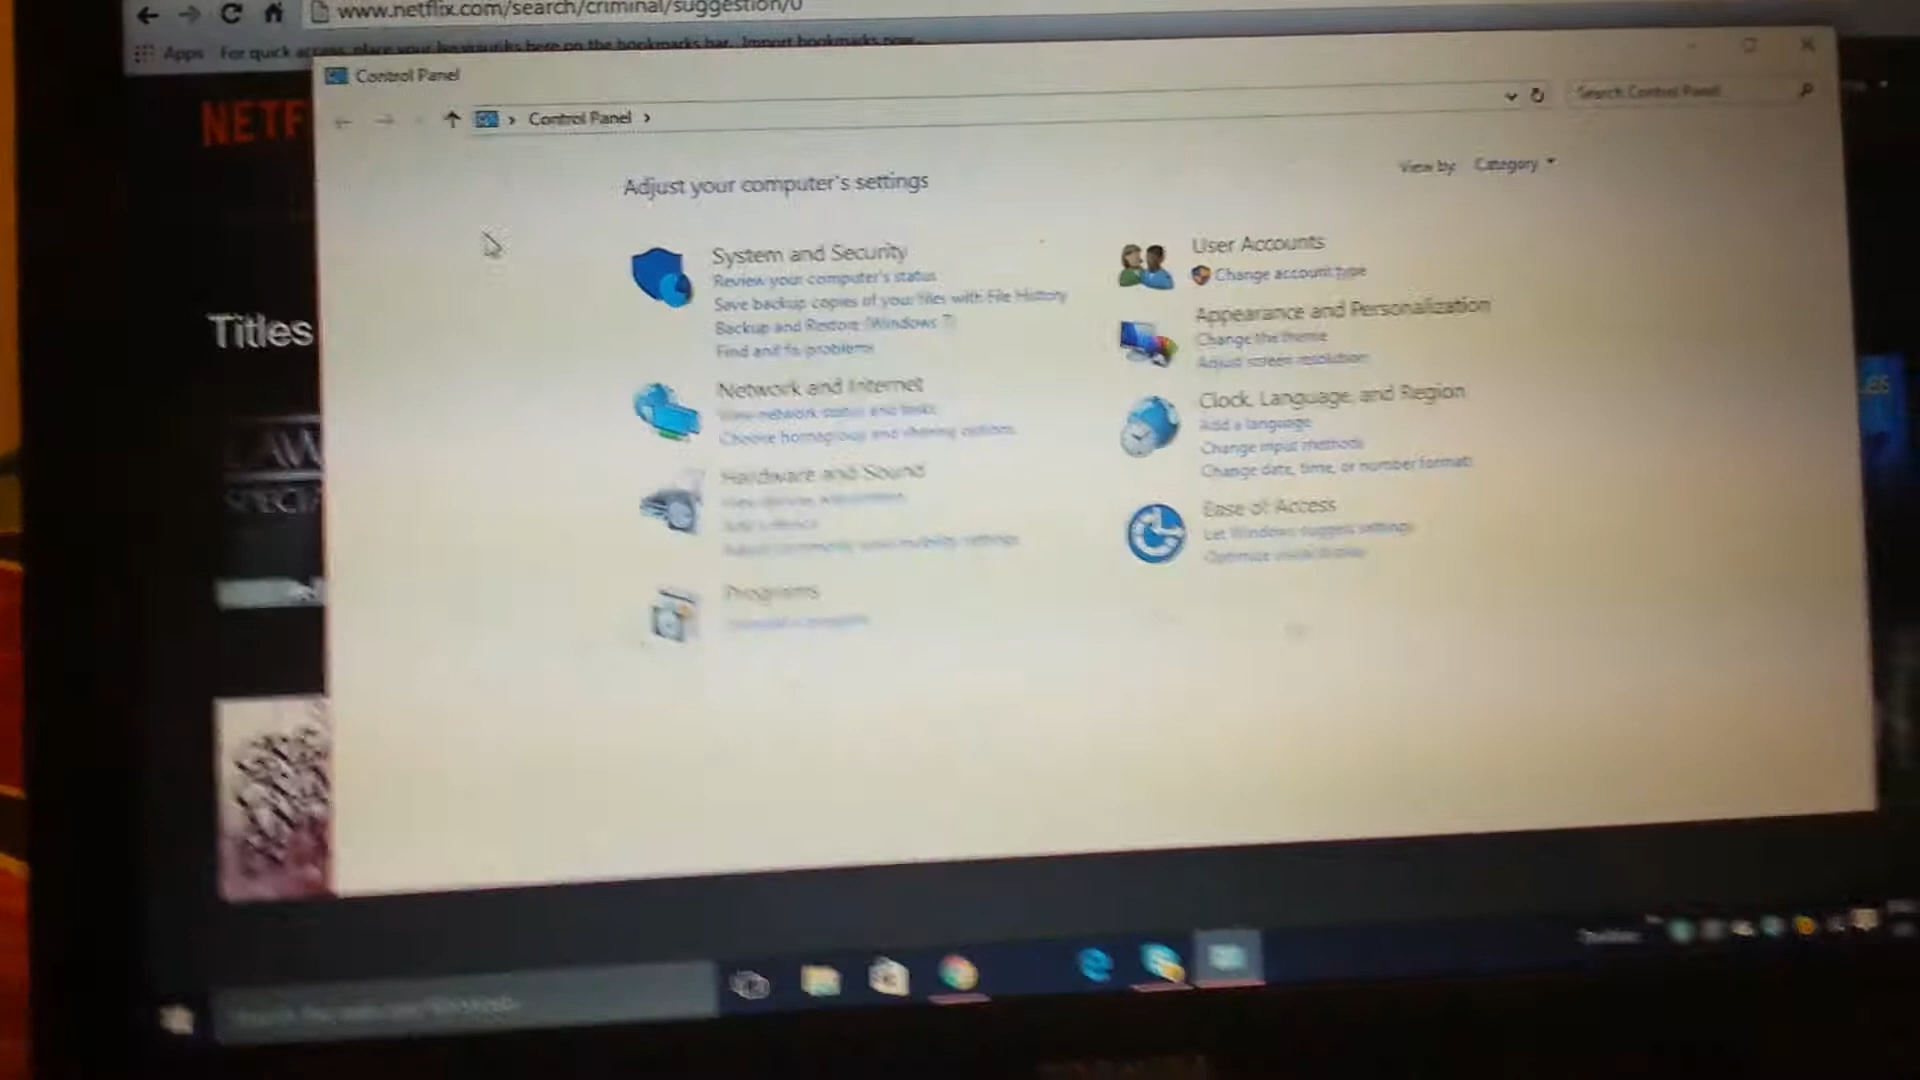 www.netflix.com/search/criminal/suggestion/0
Apps For quick access, place your bookmarks here on the bookmarks bar. Import bookmarks now...
Control Panel
Control Panel
Search Control Panel
NETF
View by: Category
Adjust your computer's settings
System and Security
Review your computer's status
Save backup copies of your files with File History
Backup and Restore (Windows 7)
Find and fix problems
Network and Internet
View network status and tasks
Choose homegroup and sharing options
Hardware and Sound
View devices and printers
Add a device
Adjust commonly used mobility settings
Programs
Uninstall a program
User Accounts
Change account type
Appearance and Personalization
Change the theme
Adjust screen resolution
Clock, Language, and Region
Add a language
Change input methods
Change date, time, or number formats
Ease of Access
Let Windows suggest settings
Optimize visual display
Titles
LAW
SPECIA